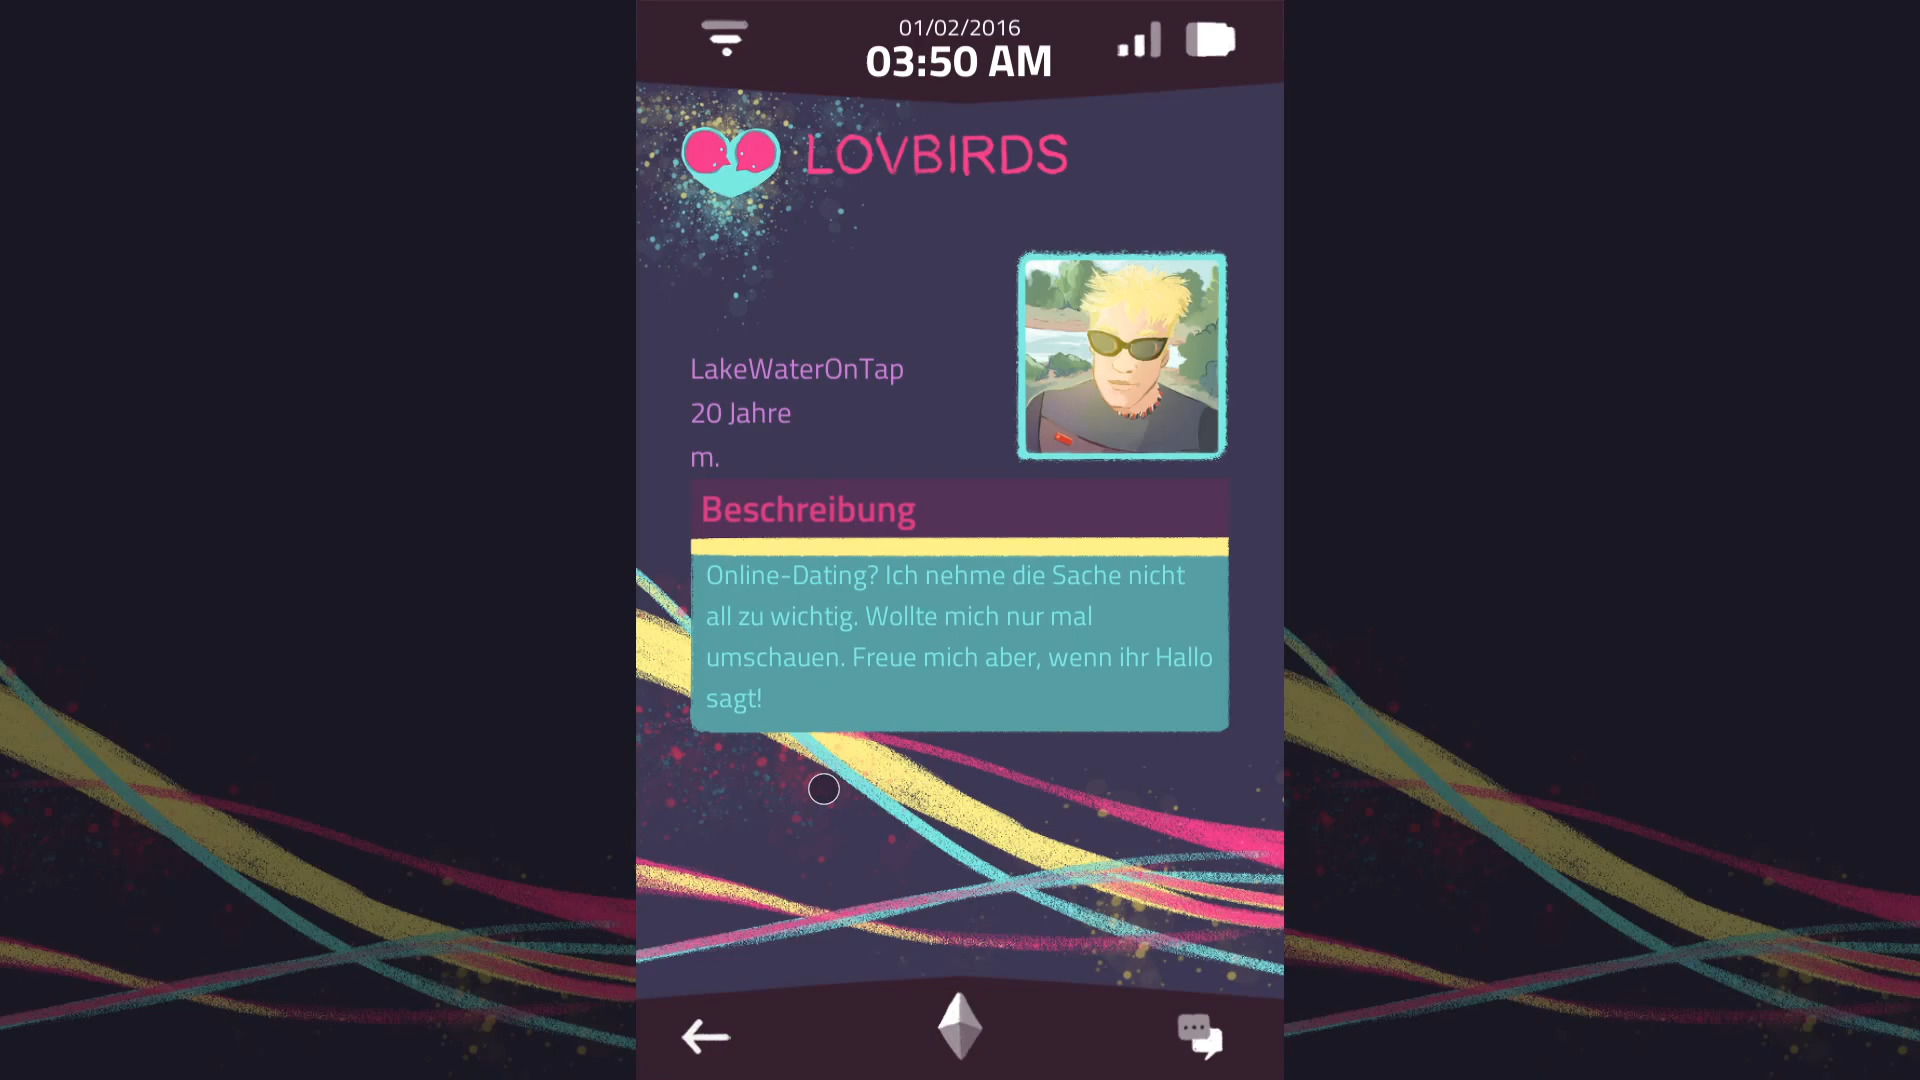 01/02/2016
03:50 AM
LOVBIRDS
LakeWaterOnTap
20 Jahre
m.
Beschreibung
Online-Dating? Ich nehme die Sache nicht
all zu wichtig. Wollte mich nur mal
umschauen. Freue mich aber, wenn ihr Hallo
sagt!